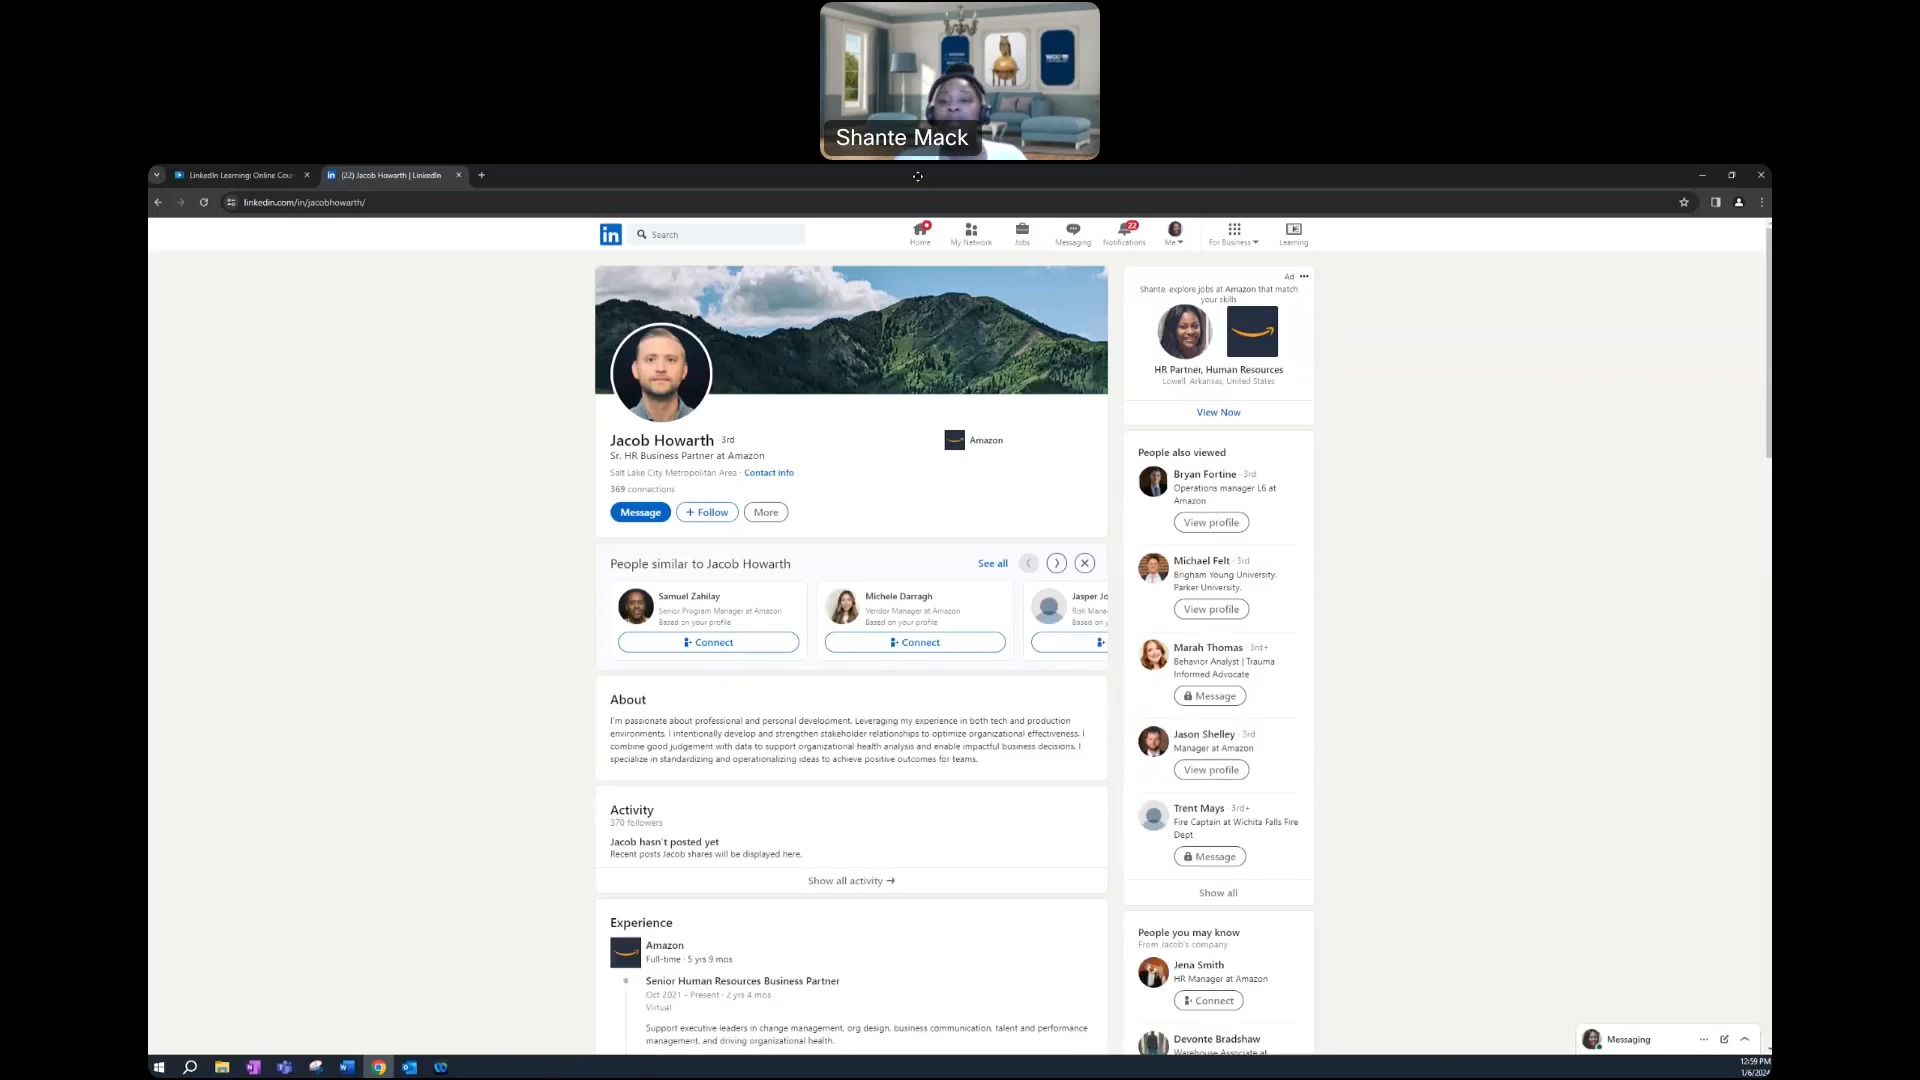 WGU
Shante Mack
LinkedIn Learning: Online Cour
(22) Jacob Howarth | LinkedIn
linkedin.com/in/jacobhowarth/
in
Search
Home
My Network
Jobs
Messaging
22
Notifications
Me
For Business
Learning
Jacob Howarth · 3rd
Sr. HR Business Partner at Amazon
Salt Lake City Metropolitan Area · Contact info
369 connections
Message
+ Follow
More
Amazon
People similar to Jacob Howarth
See all
Samuel Zahilay
Senior Program Manager at Amazon
Based on your profile
Connect
Michele Darragh
Vendor Manager at Amazon
Based on your profile
Connect
Jasper Jo
Risk Mana
Based on y
About
I'm passionate about professional and personal development. Leveraging my experience in both tech and production
environments, I intentionally develop and strengthen stakeholder relationships to optimize organizational effectiveness. I
combine good judgement with data to support organizational health analysis and enable impactful business decisions. I
specialize in standardizing and operationalizing ideas to achieve positive outcomes for teams.
Activity
370 followers
Jacob hasn't posted yet
Recent posts Jacob shares will be displayed here.
Show all activity →
Experience
Amazon
Full-time · 5 yrs 9 mos
Senior Human Resources Business Partner
Oct 2021 - Present · 2 yrs 4 mos
Virtual
Support executive leaders in change management, org design, business communication, talent and performance
management, and driving organizational health.
Ad
Shante, explore jobs at Amazon that match
your skills
HR Partner, Human Resources
Lowell, Arkansas, United States
View Now
People also viewed
Bryan Fortine · 3rd
Operations manager L6 at
Amazon
View profile
Michael Felt · 3rd
Brigham Young University.
Parker University.
View profile
Marah Thomas · 3rd+
Behavior Analyst | Trauma
Informed Advocate
Message
Jason Shelley · 3rd
Manager at Amazon
View profile
Trent Mays · 3rd+
Fire Captain at Wichita Falls Fire
Dept
Message
Show all
People you may know
From Jacob's company
Jena Smith
HR Manager at Amazon
Connect
Devonte Bradshaw
Warehouse Associate at
Messaging
12:59 PM
1/6/2024